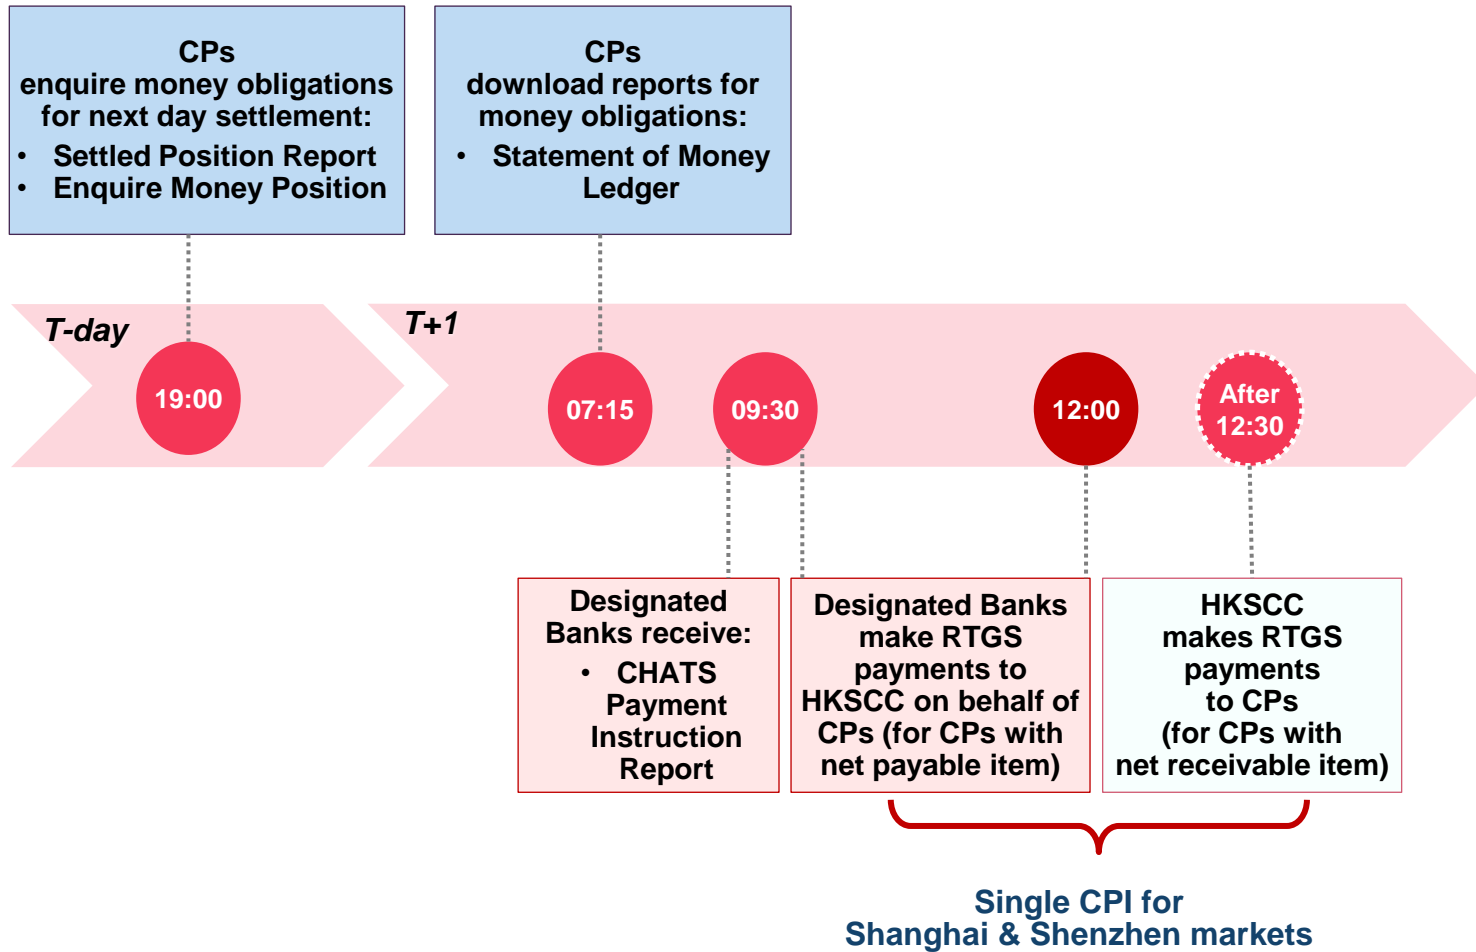 CPs
enquire money obligations
for next day settlement:
• Settled Position Report
• Enquire Money Position
CPs
download reports for
money obligations:
• Statement of Money
Ledger
T-day
T+1
19:00
07:15
09:30
12:00
After
12:30
Designated
Banks receive:
• CHATS
Payment
Instruction
Report
Designated Banks
make RTGS
payments to
HKSCC on behalf of
CPs (for CPs with
net payable item)
HKSCC
makes RTGS
payments
to CPs
(for CPs with
net receivable item)
Single CPI for
Shanghai & Shenzhen markets